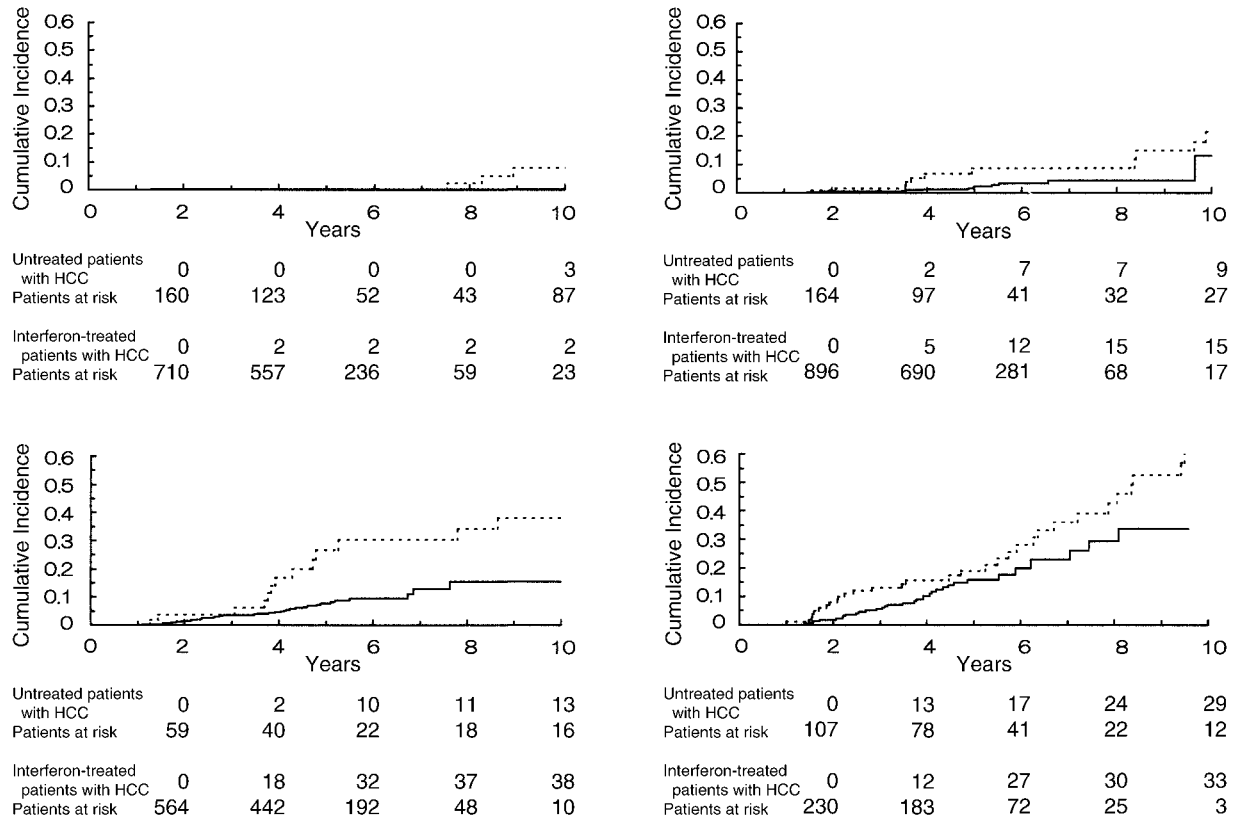 Cumulative Incidence
0.6
0.5
0.4
0.3
0.2
0.1
0
0 2 4 6 8 10
Years
Untreated patients
with HCC 0 0 0 0 3
Patients at risk 160 123 52 43 87
Interferon-treated
patients with HCC 0 2 2 2 2
Patients at risk 710 557 236 59 23
Cumulative Incidence
0.6
0.5
0.4
0.3
0.2
0.1
0
0 2 4 6 8 10
Years
Untreated patients
with HCC 0 2 7 7 9
Patients at risk 164 97 41 32 27
Interferon-treated
patients with HCC 0 5 12 15 15
Patients at risk 896 690 281 68 17
Cumulative Incidence
0.6
0.5
0.4
0.3
0.2
0.1
0
0 2 4 6 8 10
Years
Untreated patients
with HCC 0 2 10 11 13
Patients at risk 59 40 22 18 16
Interferon-treated
patients with HCC 0 18 32 37 38
Patients at risk 564 442 192 48 10
Cumulative Incidence
0.6
0.5
0.4
0.3
0.2
0.1
0
0 2 4 6 8 10
Years
Untreated patients
with HCC 0 13 17 24 29
Patients at risk 107 78 41 22 12
Interferon-treated
patients with HCC 0 12 27 30 33
Patients at risk 230 183 72 25 3